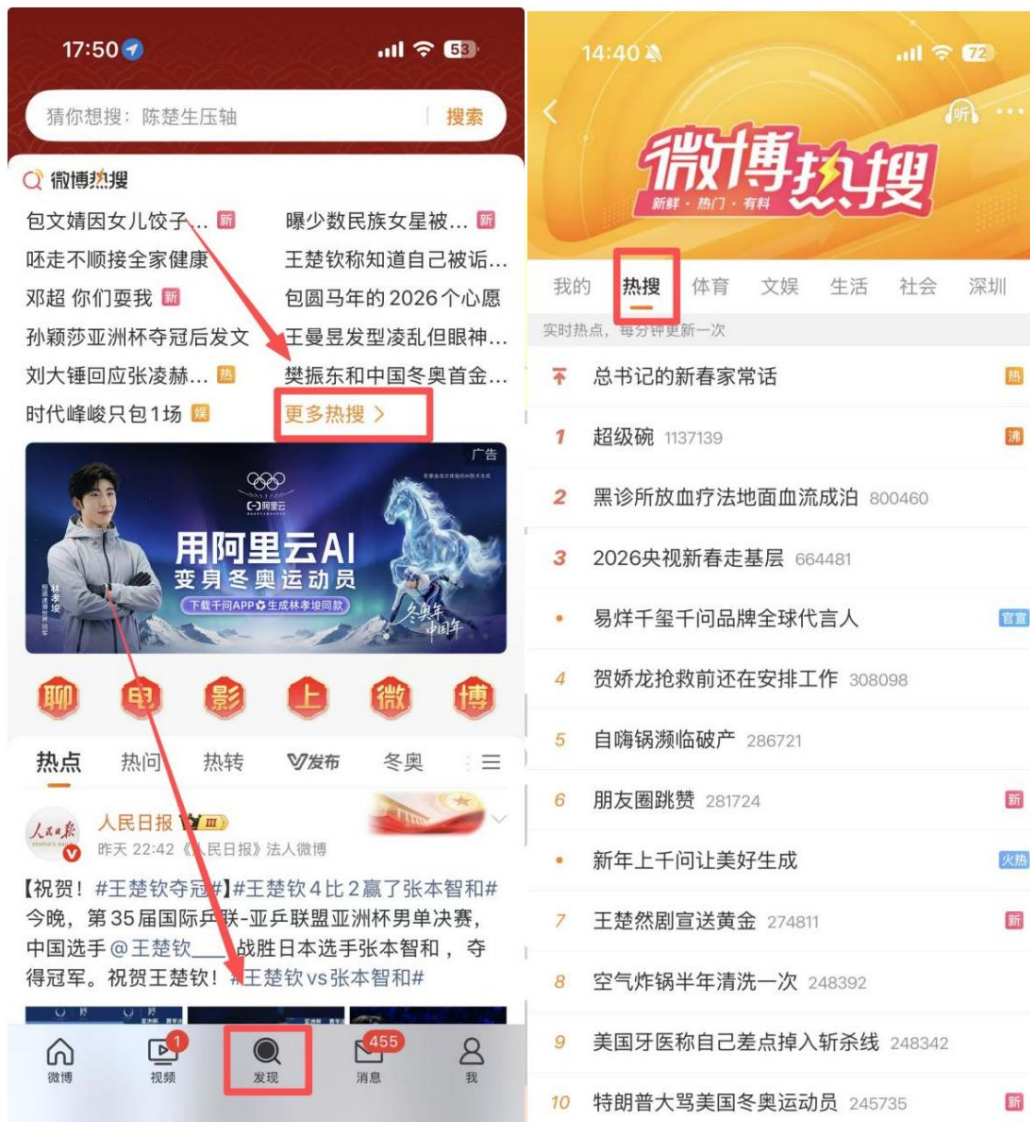 17:50
53
猜你想搜：陈楚生压轴
搜索
微博热搜
包文婧因女儿饺子... 新
曝少数民族女星被... 新
呸走不顺接全家健康
王楚钦称知道自己被诟...
邓超 你们耍我 新
包圆马年的2026个心愿
孙颖莎亚洲杯夺冠后发文
王曼昱发型凌乱但眼神...
刘大锤回应张凌赫... 热
樊振东和中国冬奥首金...
时代峰峻只包1场 娱
更多热搜 >
广告
阿里云
用阿里云AI
变身冬奥运动员
下载千问APP 生成林孝埈同款
林孝埈
冬奥年
中国年
聊 电 影 上 微 博
热点 热问 热转 发布 冬奥
人民日报
PEOPLE'S DAILY
人民日报 III
昨天 22:42 《人民日报》法人微博
【祝贺！#王楚钦夺冠#】#王楚钦4比2赢了张本智和#
今晚，第35届国际乒联-亚乒联盟亚洲杯男单决赛，
中国选手@王楚钦___ 战胜日本选手张本智和，夺
得冠军。祝贺王楚钦！#王楚钦vs张本智和#
1
455
微博 视频 发现 消息 我
14:40
72
听
微博热搜
新鲜·热门·有料
我的 热搜 体育 文娱 生活 社会 深圳
实时热点，每分钟更新一次
总书记的新春家常话 热
1 超级碗 1137139 沸
2 黑诊所放血疗法地面血流成泊 800460
3 2026央视新春走基层 664481
• 易烊千玺千问品牌全球代言人 官宣
4 贺娇龙抢救前还在安排工作 308098
5 自嗨锅濒临破产 286721
6 朋友圈跳赞 281724 新
• 新年上千问让美好生成 火热
7 王楚然剧宣送黄金 274811 新
8 空气炸锅半年清洗一次 248392
9 美国牙医称自己差点掉入斩杀线 248342
10 特朗普大骂美国冬奥运动员 245735 新